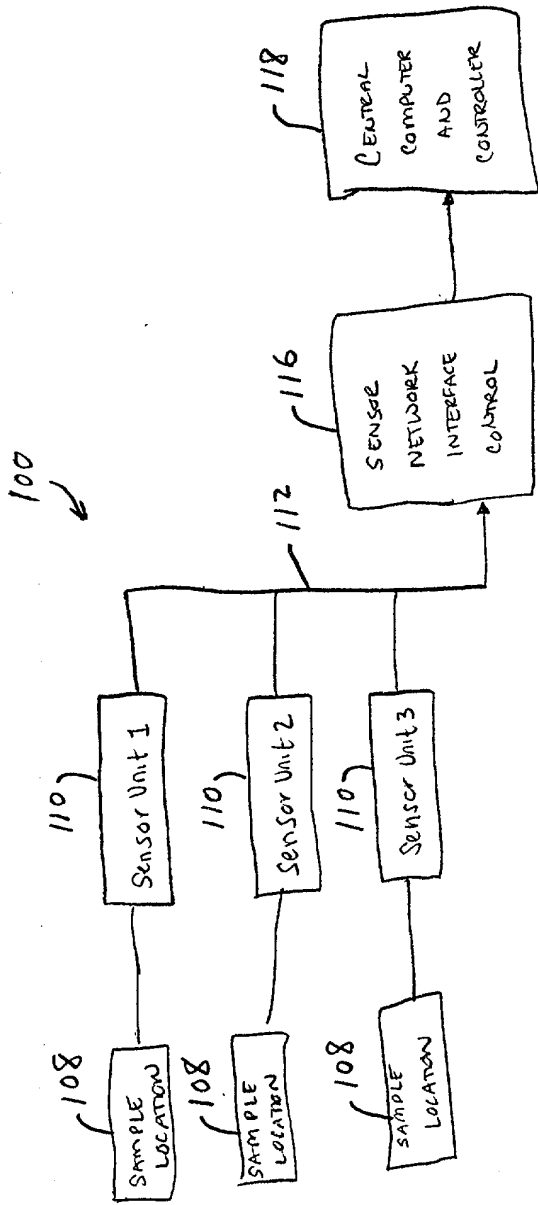 100
108
SAMPLE
LOCATION
110
Sensor Unit 1
112
108
SAMPLE
LOCATION
110
Sensor Unit 2
108
SAMPLE
LOCATION
110
Sensor Unit 3
116
SENSOR
NETWORK
INTERFACE
CONTROL
118
CENTRAL
COMPUTER
AND
CONTROLLER